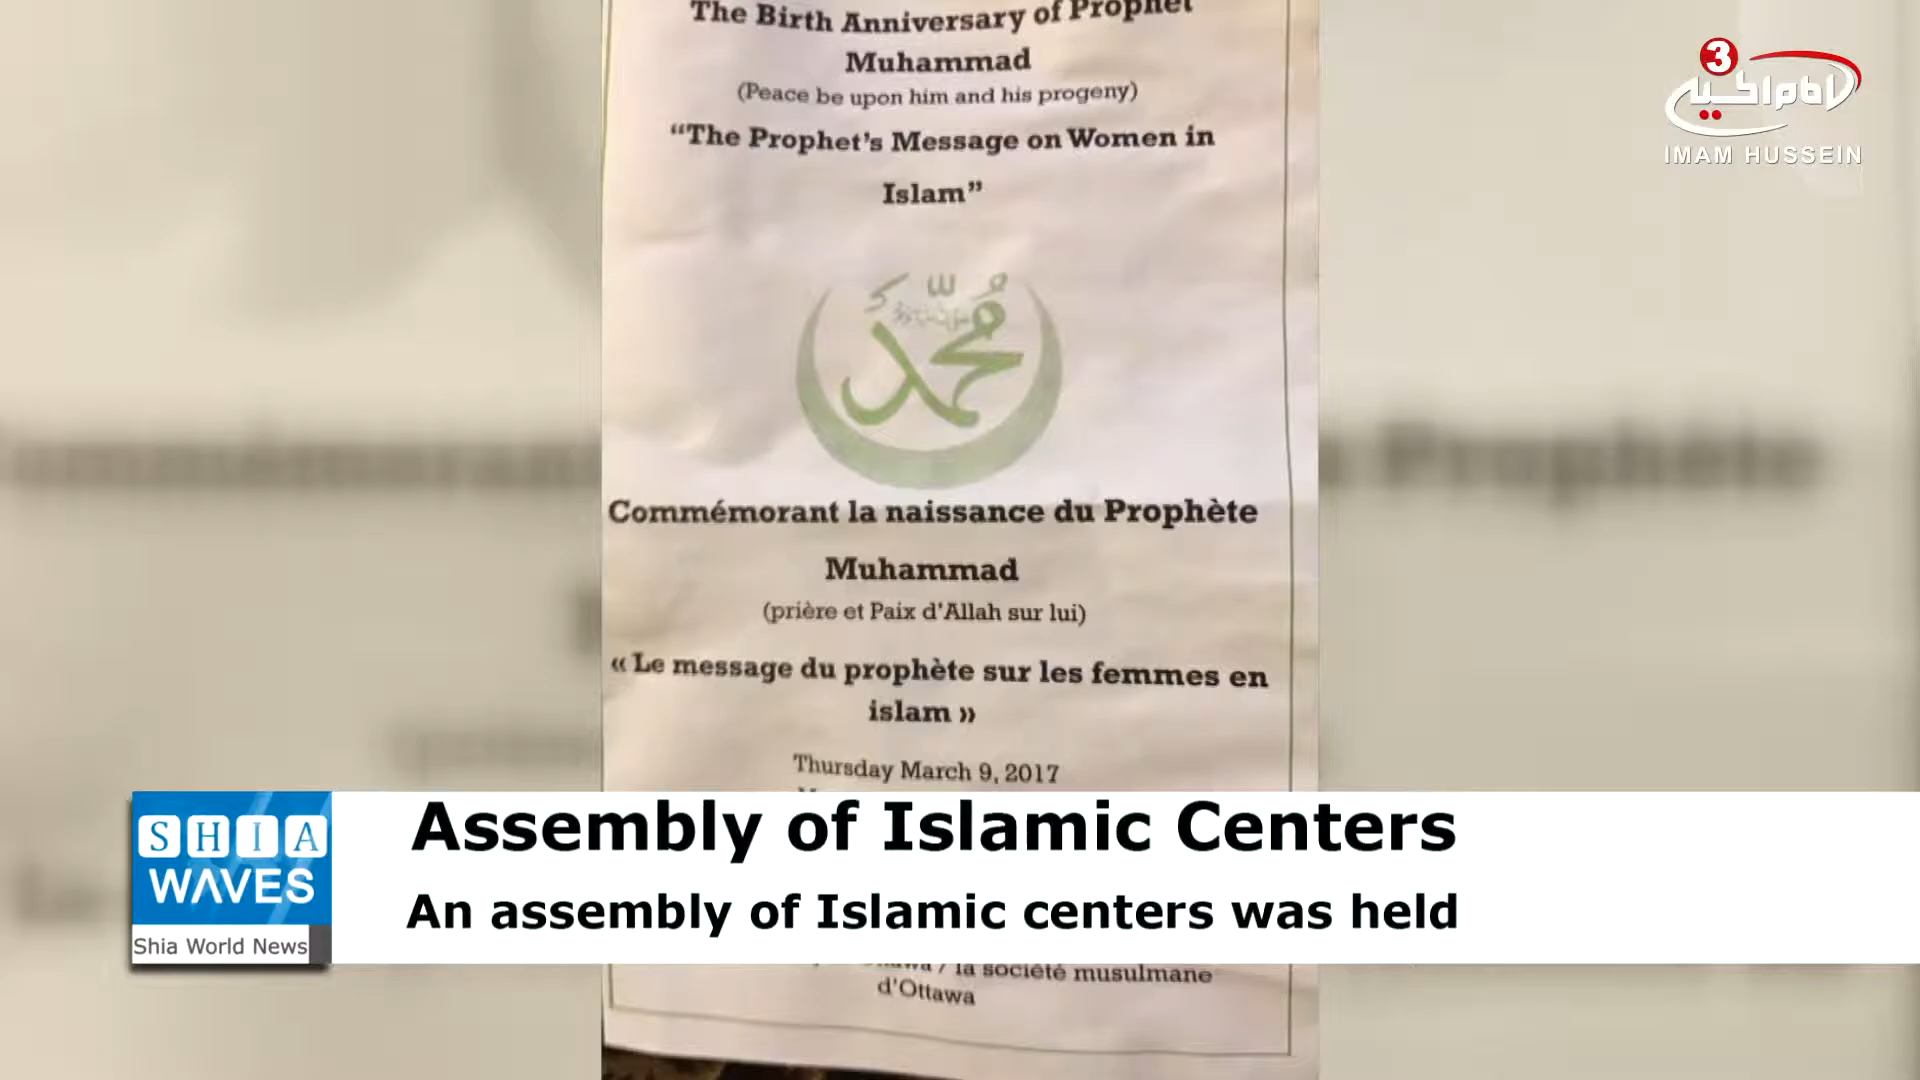 The Birth Anniversary of Prophet
Muhammad
(Peace be upon him and his progeny)
“The Prophet’s Message on Women in
Islam”
محمد
Commémorant la naissance du Prophète
Muhammad
(prière et Paix d’Allah sur lui)
« Le message du prophète sur les femmes en
islam »
Thursday March 9, 2017
/ la société musulmane
d’Ottawa
3
IMAM HUSSEIN
SHIA
WAVES
Shia World News
Assembly of Islamic Centers
An assembly of Islamic centers was held